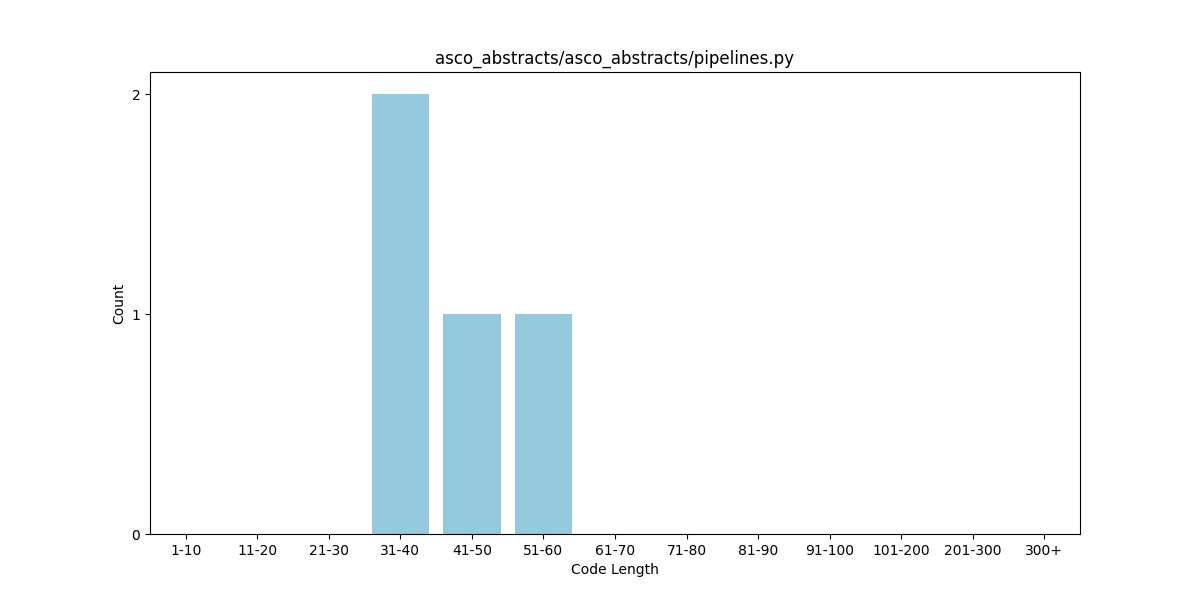 asco_abstracts/asco_abstracts/pipelines.py
2
1
0
Count
1-10 11-20 21-30 31-40 41-50 51-60 61-70 71-80 81-90 91-100 101-200 201-300 300+
Code Length